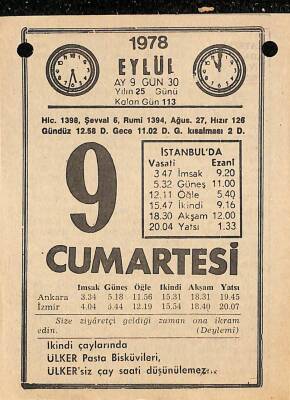 1978
EYLÜL
AY 9 GÜN 30
Yılın 25 Günü
Kalan Gün 113
Hic. 1398, Şevval 6, Rumi 1394, Ağus. 27, Hızır 126
Gündüz 12.58 D. Gece 11.02 D. G. kısalması 2 D.
9
İSTANBUL'DA
Vasati Ezanî
3.47 İmsak 9.20
5.32 Güneş 11.00
12.11 Öğle 5.40
15.47 İkindi 9.16
18.30 Akşam 12.00
20.04 Yatsı 1.33
CUMARTESİ
Imsak Güneş Öğle Ikindi Akşam Yatsı
Ankara 3.34 5.18 11.56 15.31 18.31 19.45
İzmir 4.04 5.44 12.19 15.54 18.40 20.07
Size ziyâretçi geldiği zaman ona ikram
edin. (Deylemi)
Ikindi çaylarında
ÜLKER Pasta Bisküvileri,
ÜLKER'siz çay saati düşünülemez...